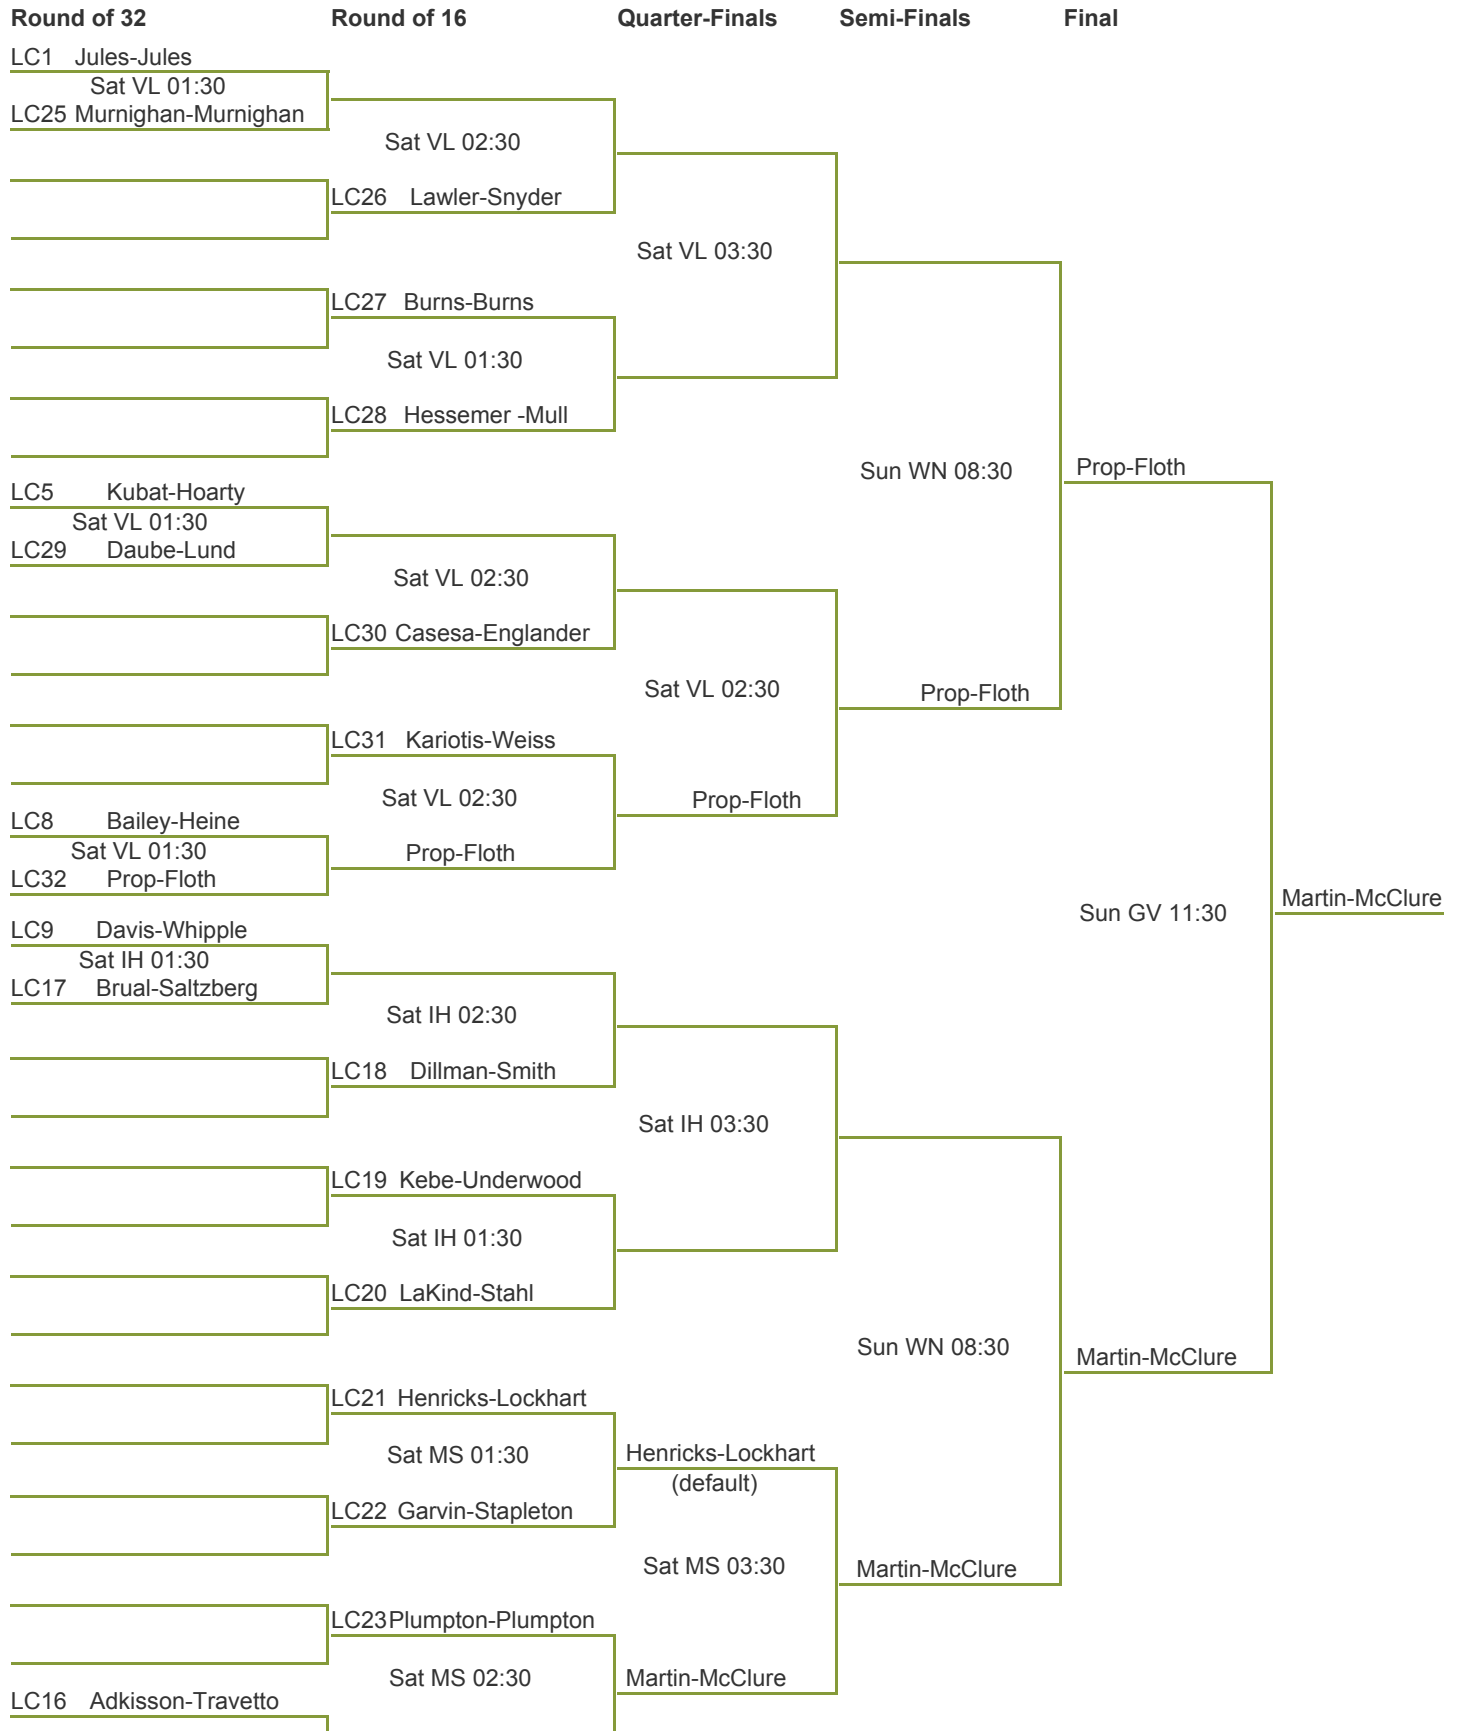 Round of 32 Round of 16 Quarter-Finals Semi-Finals Final
LC1 Jules-Jules
Sat VL 01:30
LC25 Murnighan-Murnighan
Sat VL 02:30
LC26 Lawler-Snyder
Sat VL 03:30
LC27 Burns-Burns
Sat VL 01:30
LC28 Hessemer -Mull
Sun WN 08:30
Prop-Floth
LC5 Kubat-Hoarty
Sat VL 01:30
LC29 Daube-Lund
Sat VL 02:30
LC30 Casesa-Englander
Sat VL 02:30
Prop-Floth
LC31 Kariotis-Weiss
Sat VL 02:30
Prop-Floth
LC8 Bailey-Heine
Sat VL 01:30
Prop-Floth
LC32 Prop-Floth
Martin-McClure
Sun GV 11:30
LC9 Davis-Whipple
Sat IH 01:30
LC17 Brual-Saltzberg
Sat IH 02:30
LC18 Dillman-Smith
Sat IH 03:30
LC19 Kebe-Underwood
Sat IH 01:30
LC20 LaKind-Stahl
Sun WN 08:30
Martin-McClure
LC21 Henricks-Lockhart
Sat MS 01:30
Henricks-Lockhart
(default)
LC22 Garvin-Stapleton
Sat MS 03:30
Martin-McClure
LC23 Plumpton-Plumpton
Sat MS 02:30
Martin-McClure
LC16 Adkisson-Travetto